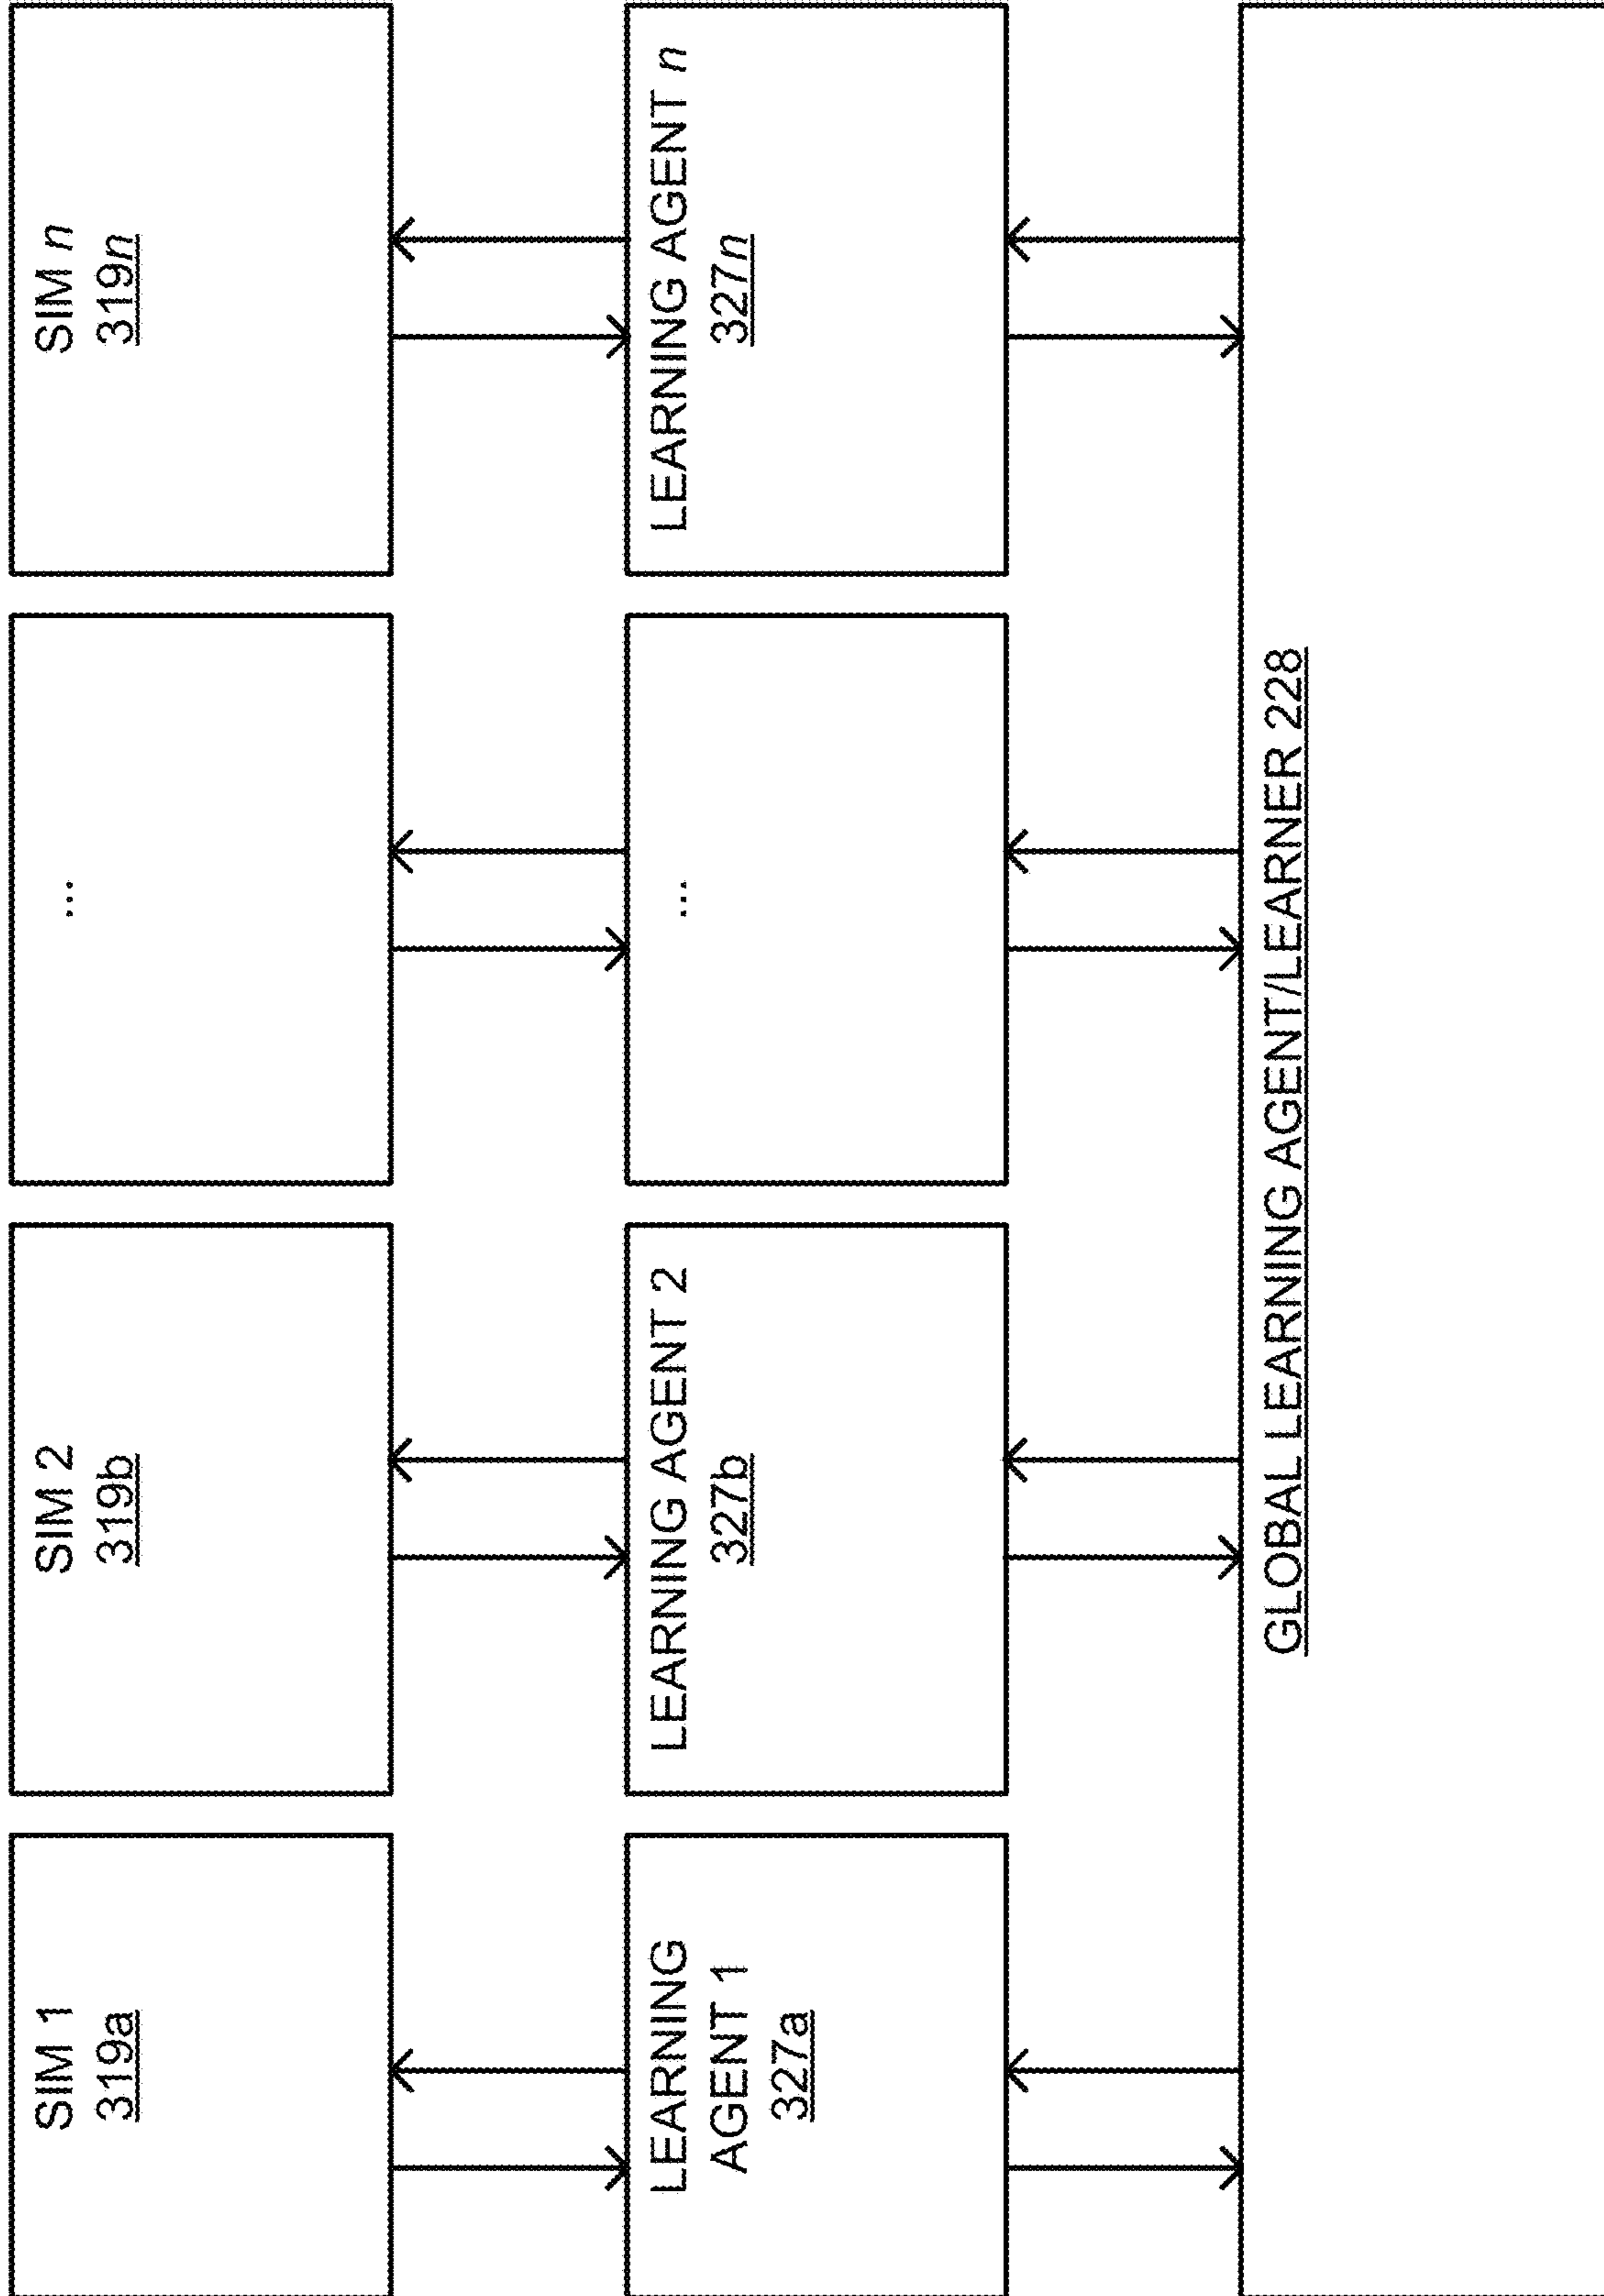 SIM 1
319a
SIM 2
319b
...
SIM n
319n
LEARNING
AGENT 1
327a
LEARNING AGENT 2
327b
...
LEARNING AGENT n
327n
GLOBAL LEARNING AGENT/LEARNER 228